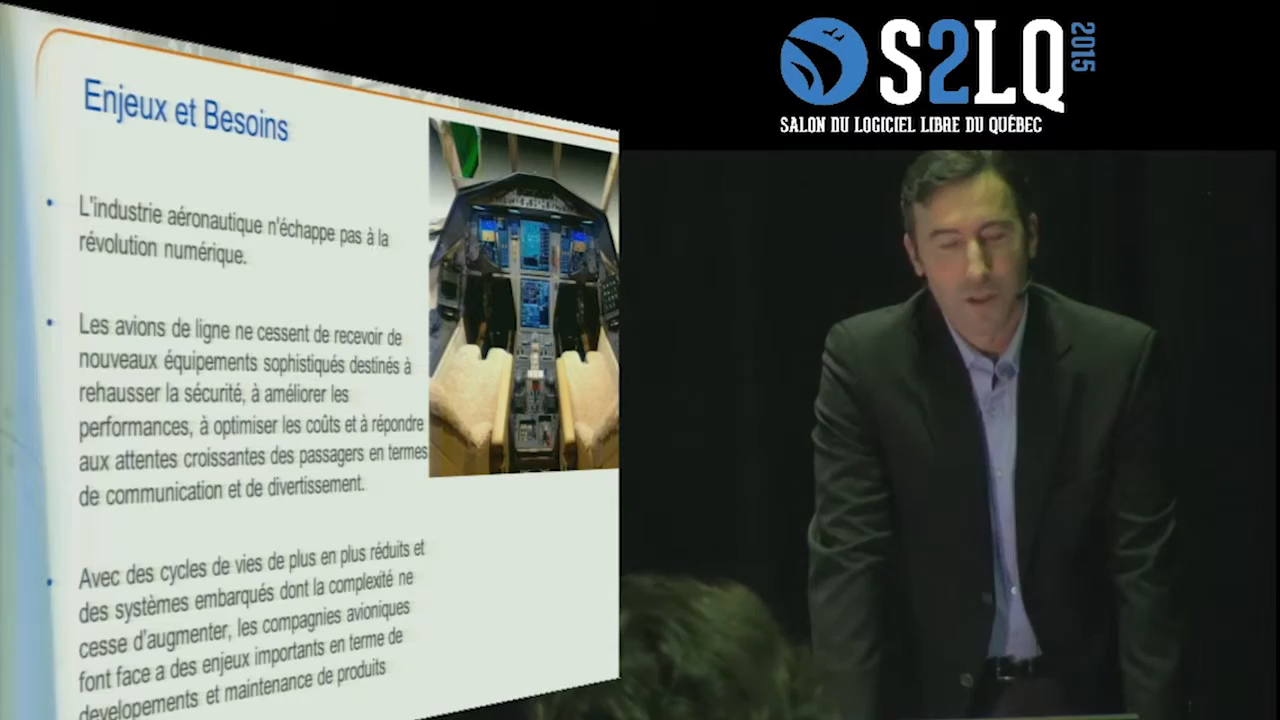 Enjeux et Besoins
L'industrie aéronautique n'échappe pas à la
révolution numérique.
Les avions de ligne ne cessent de recevoir de
nouveaux équipements sophistiqués destinés à
rehausser la sécurité, à améliorer les
performances, à optimiser les coûts et à répondre
aux attentes croissantes des passagers en termes
de communication et de divertissement.
Avec des cycles de vies de plus en plus réduits et
des systèmes embarqués dont la complexité ne
cesse d'augmenter, les compagnies avioniques
font face a des enjeux importants en terme de
developements et maintenance de produits
S2LQ 2015
SALON DU LOGICIEL LIBRE DU QUÉBEC